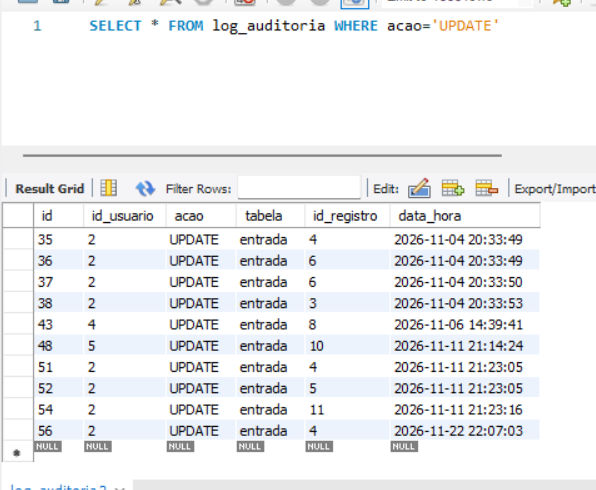 1 SELECT * FROM log_auditoria WHERE acao='UPDATE'
Result Grid Filter Rows: Edit: Export/Import
id id_usuario acao tabela id_registro data_hora
35 2 UPDATE entrada 4 2026-11-04 20:33:49
36 2 UPDATE entrada 6 2026-11-04 20:33:49
37 2 UPDATE entrada 6 2026-11-04 20:33:50
38 2 UPDATE entrada 3 2026-11-04 20:33:53
43 4 UPDATE entrada 8 2026-11-06 14:39:41
48 5 UPDATE entrada 10 2026-11-11 21:14:24
51 2 UPDATE entrada 4 2026-11-11 21:23:05
52 2 UPDATE entrada 5 2026-11-11 21:23:05
54 2 UPDATE entrada 11 2026-11-11 21:23:16
56 2 UPDATE entrada 4 2026-11-22 22:07:03
NULL NULL NULL NULL NULL NULL